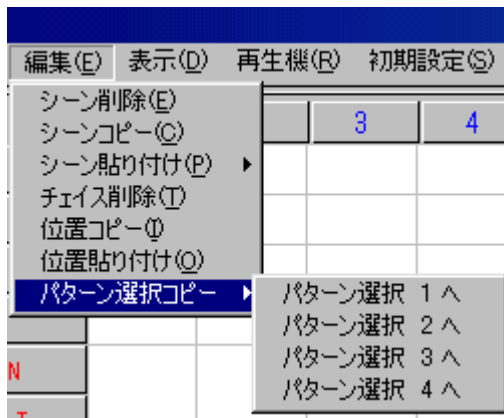 編集(E) 表示(D) 再生機(R) 初期設定(S)
シーン削除(E)
シーンコピー(C)
シーン貼り付け(P)
チェイス削除(T)
位置コピー(I)
位置貼り付け(O)
パターン選択コピー
3 4
パターン選択 1 へ
パターン選択 2 へ
パターン選択 3 へ
パターン選択 4 へ
N